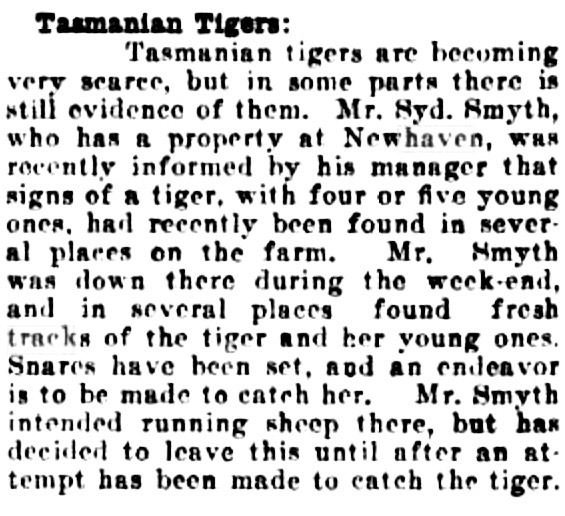 Tasmanian Tigers:
Tasmanian tigers are becoming
very scarce, but in some parts there is
still evidence of them. Mr. Syd. Smyth,
who has a property at Newhaven, was
recently informed by his manager that
signs of a tiger, with four or five young
ones, had recently been found in sever-
al places on the farm. Mr. Smyth
was down there during the week-end,
and in several places found fresh
tracks of the tiger and her young ones.
Snares have been set, and an endeavor
is to be made to catch her. Mr. Smyth
intended running sheep there, but has
decided to leave this until after an at-
tempt has been made to catch the tiger.